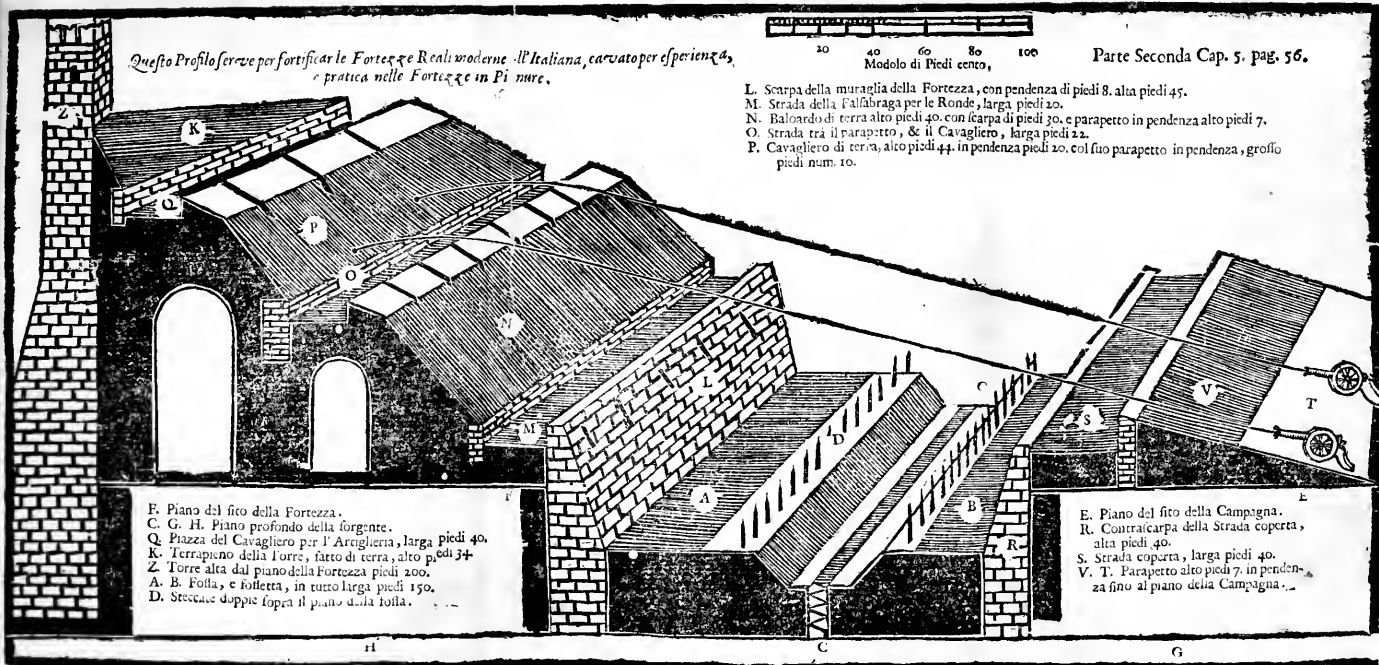 Questo Profilo serve per fortificar le Fortezze Reali moderne all'Italiana, cavato per esperienza,
e pratica nelle Fortezze in Pi nure.
20 40 60 80 100
Modolo di Piedi cento,
Parte Seconda Cap. 5. pag. 56.
L. Scarpa della muraglia della Fortezza, con pendenza di piedi 8. alta piedi 45.
M. Strada della Falsabraga per le Ronde, larga piedi 20.
N. Baloardo di terra alto piedi 40. con scarpa di piedi 30. e parapetto in pendenza alto piedi 7.
O. Strada trà il parapetto, & il Cavagliero, larga piedi 22.
P. Cavagliero di terra, alto piedi 44. in pendenza piedi 20. col suo parapetto in pendenza, grosso
piedi num. 10.
Z
K
Q
P
O
N
M
L
D
A
C
B
S
V
T
R
F
E
F. Piano del sito della Fortezza.
C. G. H. Piano profondo della sorgente.
Q. Piazza del Cavagliero per l'Artiglieria, larga piedi 40.
K. Terrapieno della Torre, fatto di terra, alto piedi 34
Z. Torre alta dal piano della Fortezza piedi 200.
A. B. Fossa, e fossetta, in tutto larga piedi 150.
D. Steccate doppie sopra il piano della fossa.
E. Piano del sito della Campagna.
R. Contrascarpa della Strada coperta,
alta piedi 40.
S. Strada coperta, larga piedi 40.
V. T. Parapetto alto piedi 7. in penden-
za fino al piano della Campagna.
H
C
G